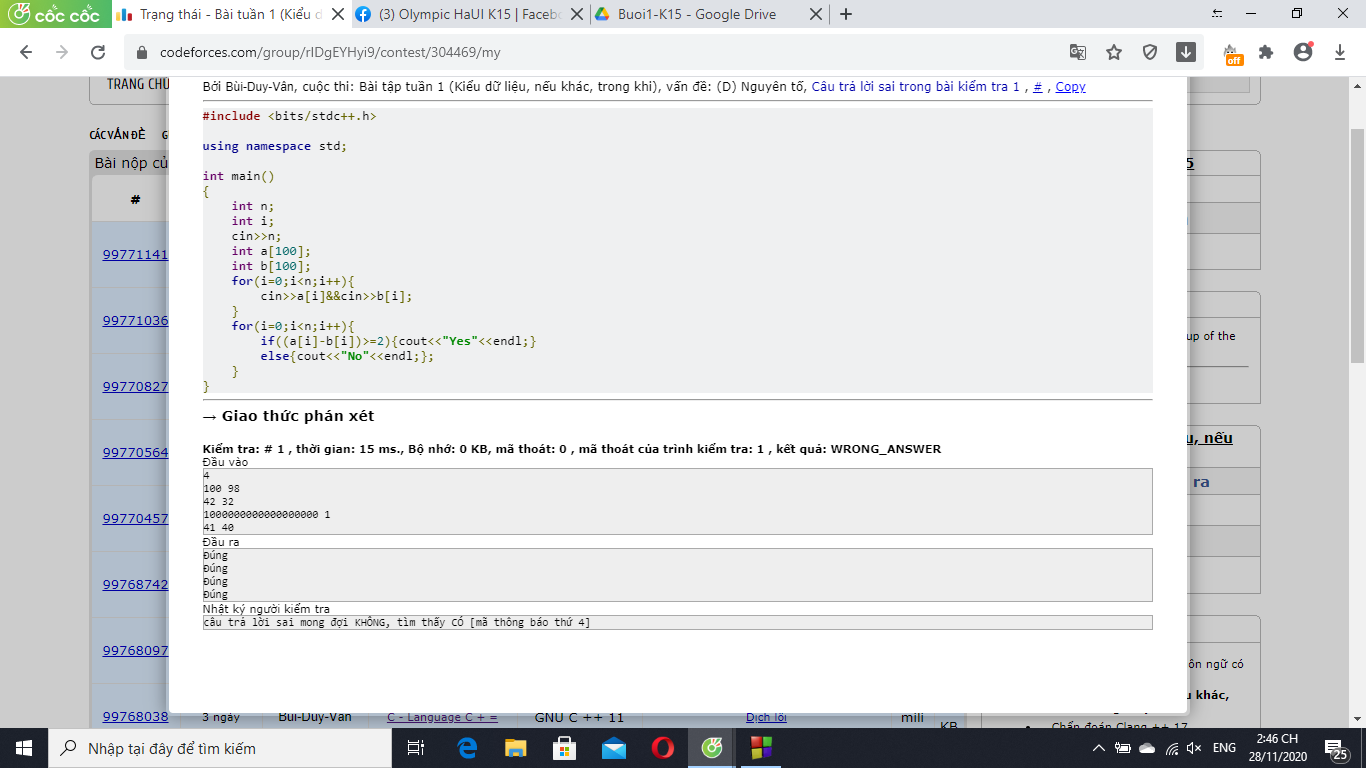 cốc cốc
Trạng thái - Bài tuần 1 (Kiểu d
(3) Olympic HaUI K15 | Facebo
Buoi1-K15 - Google Drive
codeforces.com/group/rIDgEYHyi9/contest/304469/my
off
TRANG CHỦ
Bởi Bùi-Duy-Vân, cuộc thi: Bài tập tuần 1 (Kiểu dữ liệu, nếu khác, trong khi), vấn đề: (D) Nguyên tố, Câu trả lời sai trong bài kiểm tra 1 , # , Copy
CÁC VẤN ĐỀ
Bài nộp củ
#
99771141
99771036
99770827
99770564
99770457
99768742
99768097
99768038
#include <bits/stdc++.h>
using namespace std;
int main()
{
int n;
int i;
cin>>n;
int a[100];
int b[100];
for(i=0;i<n;i++){
cin>>a[i]&&cin>>b[i];
}
for(i=0;i<n;i++){
if((a[i]-b[i])>=2){cout<<"Yes"<<endl;}
else{cout<<"No"<<endl;};
}
}
→ Giao thức phán xét
Kiểm tra: # 1 , thời gian: 15 ms., Bộ nhớ: 0 KB, mã thoát: 0 , mã thoát của trình kiểm tra: 1 , kết quả: WRONG_ANSWER
Đầu vào
4
100 98
42 32
1000000000000000000 1
41 40
Đầu ra
Đúng
Đúng
Đúng
Đúng
Nhật ký người kiểm tra
câu trả lời sai mong đợi KHÔNG, tìm thấy CÓ [mã thông báo thứ 4]
3 ngày
Bùi-Duy-Vân
C - Language C + =
GNU C ++ 11
Dịch lỗi
mili
KB
5
up of the
u, nếu
ra
ôn ngữ có
u khác,
Chẩn đoán Clang ++ 17
Nhập tại đây để tìm kiếm
ENG
2:46 CH
28/11/2020
25